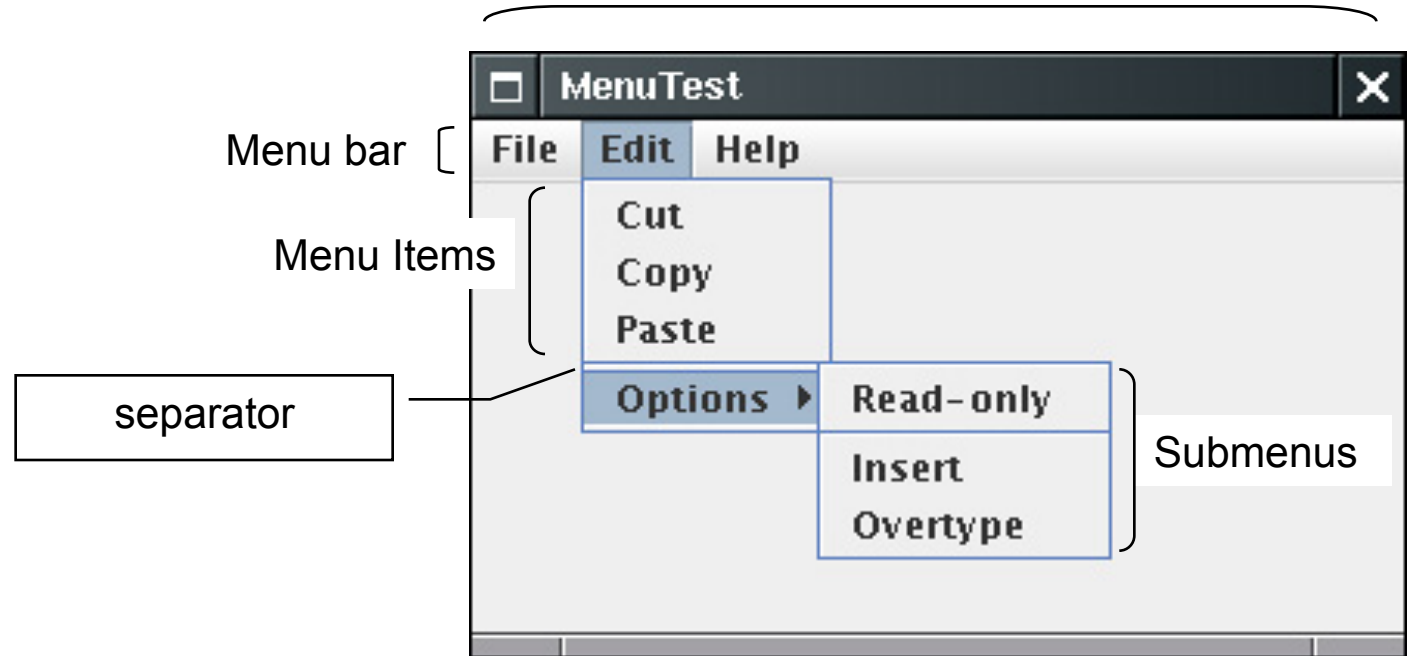 MenuTest
Menu bar
File Edit Help
Menu Items
Cut
Copy
Paste
separator
Options
Read-only
Insert
Overtype
Submenus